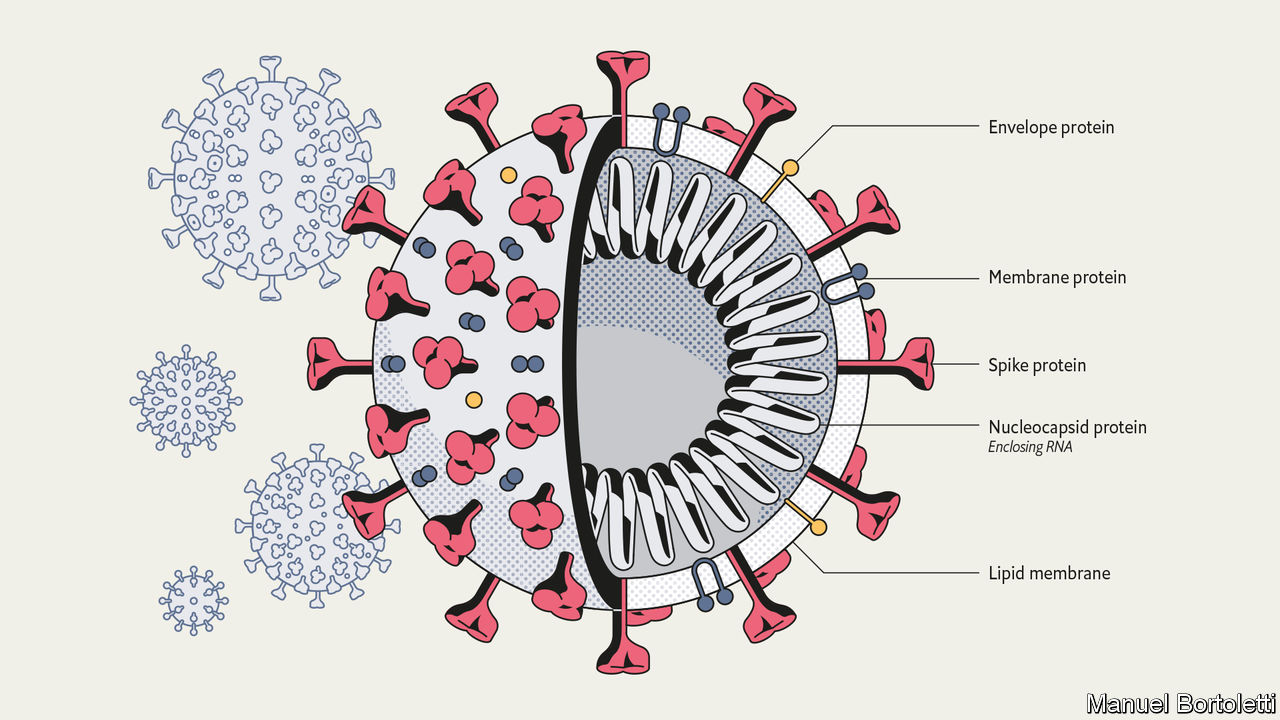 Envelope protein
Membrane protein
Spike protein
Nucleocapsid protein
Enclosing RNA
Lipid membrane
Manuel Bortoletti